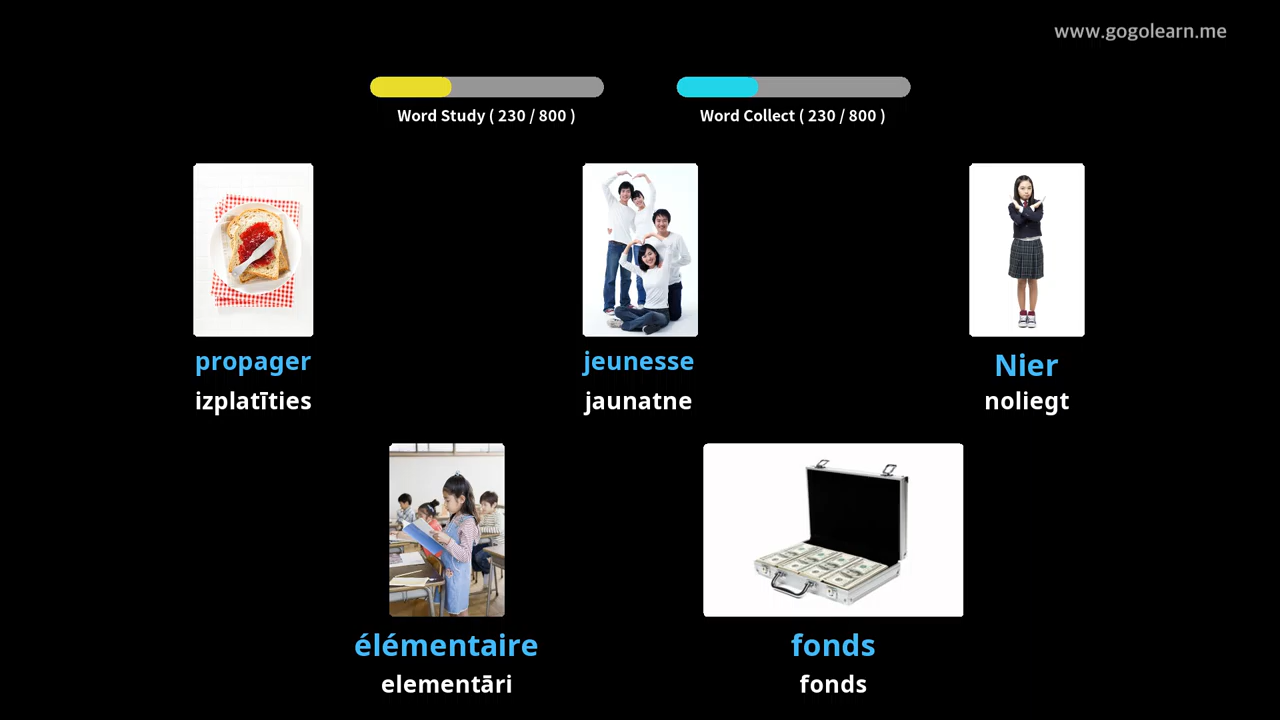 www.gogolearn.me
Word Study ( 230 / 800 )
Word Collect ( 230 / 800 )
propager
izplatīties
jeunesse
jaunatne
Nier
noliegt
élémentaire
elementāri
fonds
fonds